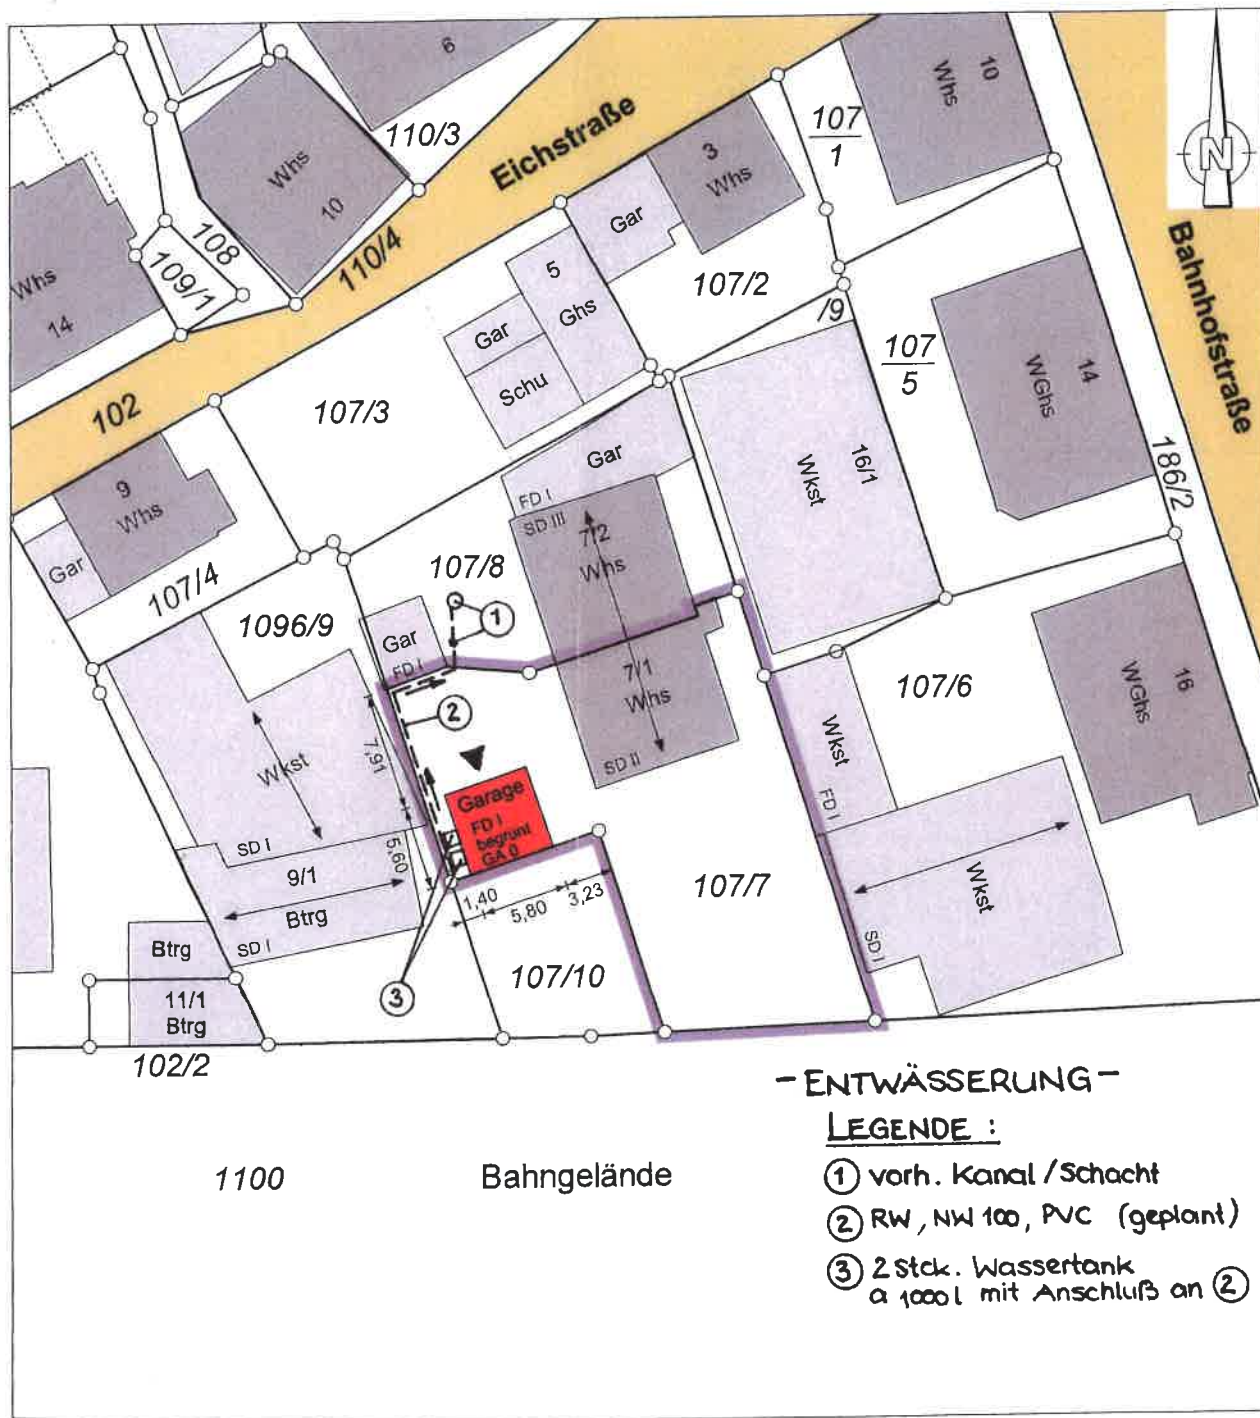 6
110/3
Eichstraße
Whs
10
108
109/1
110/4
Whs
14
102
107
1
Whs
10
N
Bahnhofstraße
3
Whs
Gar
107/2
/9
5
Ghs
Gar
Schu
107/3
107
5
WGhs
14
186/2
9
Whs
Gar
107/4
Gar
FD I
SD III
7/2
Whs
Wkst
16/1
107/8
1
1096/9
Gar
FD I
7/1
Whs
SD II
2
7,91
Wkst
SD I
5,60
9/1
Btrg
SD I
Garage
FD I
begrünt
GA 0
1,40
5,80
3,23
107/7
107/6
WGhs
16
Wkst
FD I
Wkst
SD I
Btrg
11/1
Btrg
3
107/10
102/2
1100
Bahngelände
- ENTWÄSSERUNG -
LEGENDE :
1 vorh. Kanal / Schacht
2 RW, NW 100, PVC (geplant)
3 2 Stck. Wassertank
a 1000 l mit Anschluß an 2